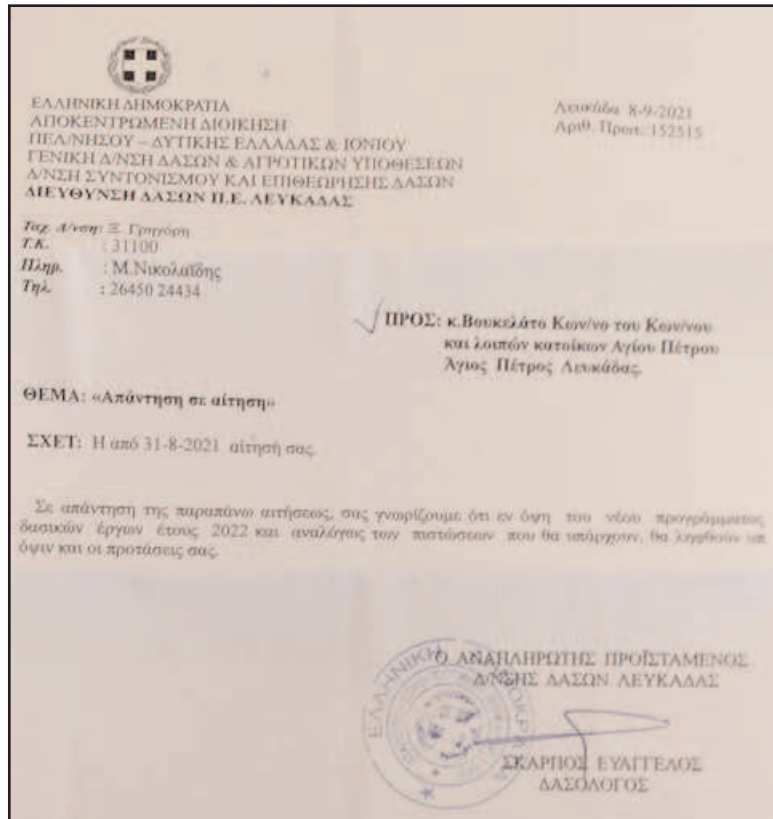 ΕΛΛΗΝΙΚΗ ΔΗΜΟΚΡΑΤΙΑ
ΑΠΟΚΕΝΤΡΩΜΕΝΗ ΔΙΟΙΚΗΣΗ
ΠΕΛ/ΝΗΣΟΥ – ΔΥΤΙΚΗΣ ΕΛΛΑΔΑΣ & ΙΟΝΙΟΥ
ΓΕΝΙΚΗ Δ/ΝΣΗ ΔΑΣΩΝ & ΑΓΡΟΤΙΚΩΝ ΥΠΟΘΕΣΕΩΝ
Δ/ΝΣΗ ΣΥΝΤΟΝΙΣΜΟΥ ΚΑΙ ΕΠΙΘΕΩΡΗΣΗΣ ΔΑΣΩΝ
ΔΙΕΥΘΥΝΣΗ ΔΑΣΩΝ Π.Ε. ΛΕΥΚΑΔΑΣ
Λευκάδα 8-9-2021
Αριθ. Πρωτ. 152515
Ταχ. Δ/νση: Ξ. Γρηγόρη
Τ.Κ. : 31100
Πληρ. : Μ.Νικολαΐδης
Τηλ. : 26450 24434
ΠΡΟΣ: κ.Βουκελάτο Κων/νο του Κων/νου
και λοιπών κατοίκων Αγίου Πέτρου
Άγιος Πέτρος Λευκάδας.
ΘΕΜΑ: «Απάντηση σε αίτηση»
ΣΧΕΤ: Η από 31-8-2021 αίτησή σας.
Σε απάντηση της παραπάνω αιτήσεως, σας γνωρίζουμε ότι εν όψη του νέου προγράμματος
δασικών έργων έτους 2022 και αναλόγως των πιστώσεων που θα υπάρχουν, θα ληφθούν υπ
όψιν και οι προτάσεις σας.
Ο ΑΝΑΠΛΗΡΩΤΗΣ ΠΡΟΪΣΤΑΜΕΝΟΣ
Δ/ΝΣΗΣ ΔΑΣΩΝ ΛΕΥΚΑΔΑΣ
ΕΛΛΗΝΙΚΗ
ΣΚΑΡΠΟΣ ΕΥΑΓΓΕΛΟΣ
ΔΑΣΟΛΟΓΟΣ